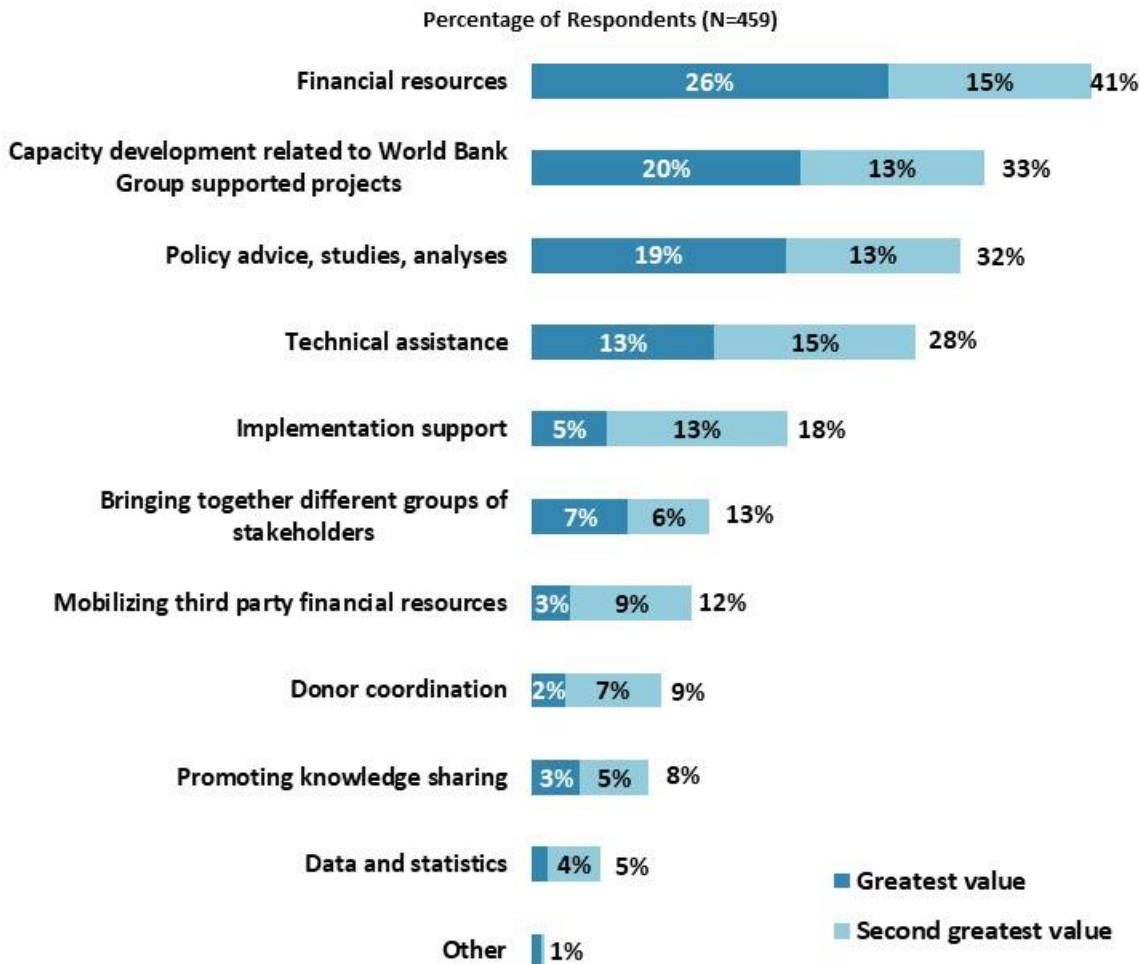 Percentage of Respondents (N=459)
Financial resources 26% 15% 41%
Capacity development related to World Bank
Group supported projects 20% 13% 33%
Policy advice, studies, analyses 19% 13% 32%
Technical assistance 13% 15% 28%
Implementation support 5% 13% 18%
Bringing together different groups of
stakeholders 7% 6% 13%
Mobilizing third party financial resources 3% 9% 12%
Donor coordination 2% 7% 9%
Promoting knowledge sharing 3% 5% 8%
Data and statistics 4% 5%
Other 1%
Greatest value
Second greatest value